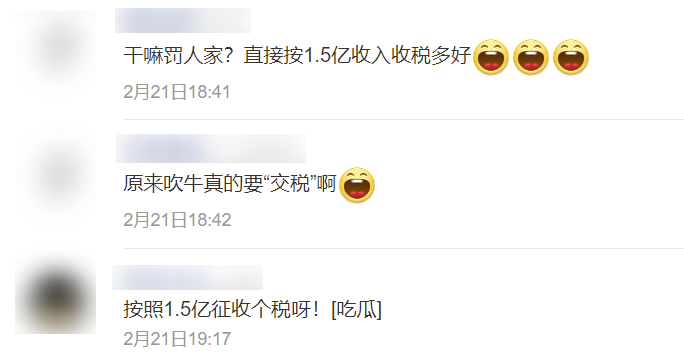 干嘛罚人家？直接按1.5亿收入收税多好
2月21日18:41
原来吹牛真的要“交税”啊
2月21日18:42
按照1.5亿征收个税呀！[吃瓜]
2月21日19:17